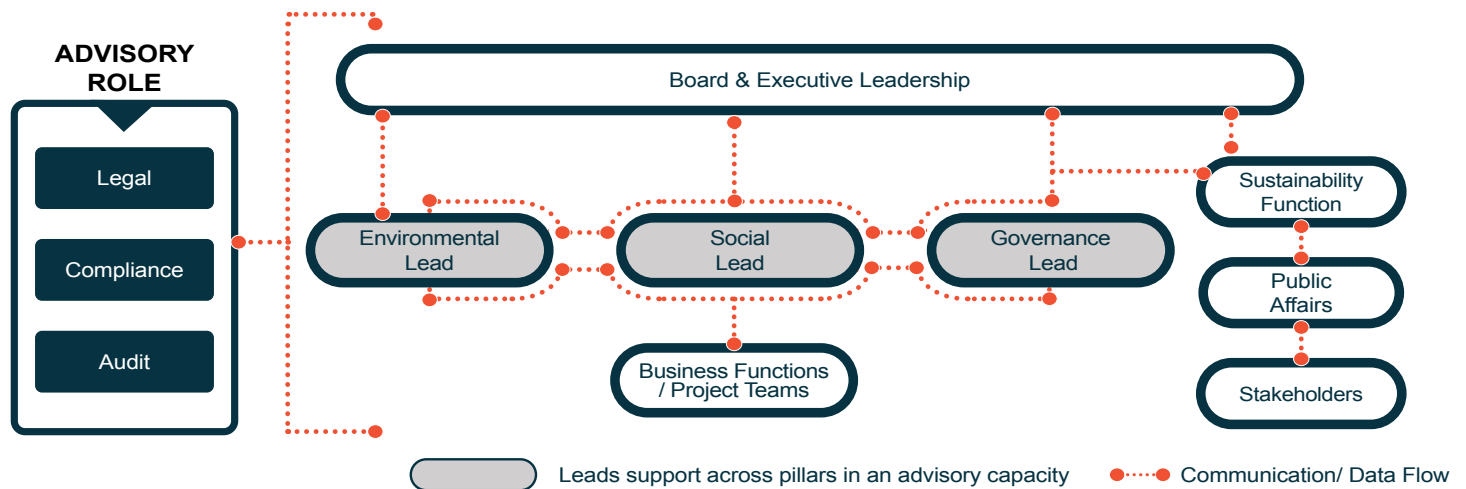 ADVISORY
ROLE
Legal
Compliance
Audit
Board & Executive Leadership
Environmental
Lead
Social
Lead
Governance
Lead
Sustainability
Function
Public
Affairs
Stakeholders
Business Functions
/ Project Teams
Leads support across pillars in an advisory capacity
Communication/ Data Flow